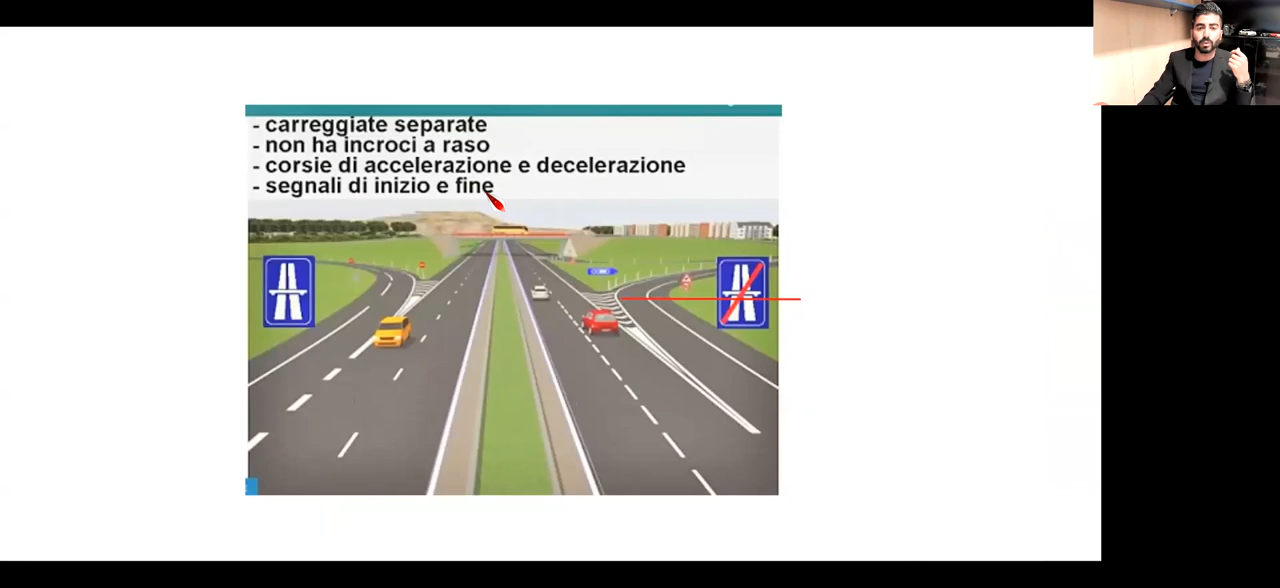 - carreggiate separate
- non ha incroci a raso
- corsie di accelerazione e decelerazione
- segnali di inizio e fine